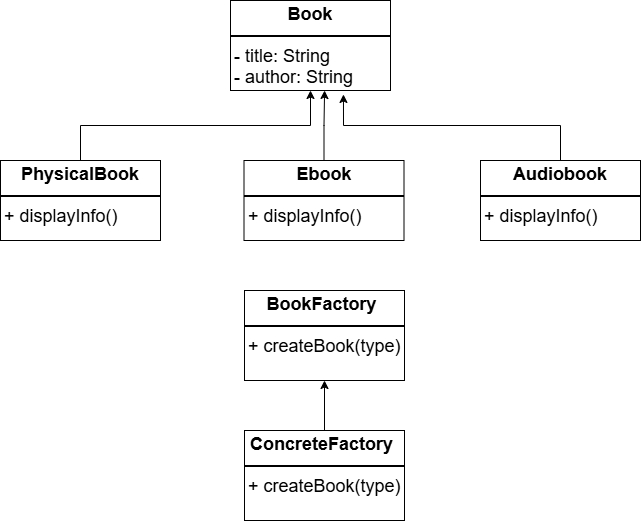 Book
- title: String
- author: String
PhysicalBook
+ displayInfo()
Ebook
+ displayInfo()
Audiobook
+ displayInfo()
BookFactory
+ createBook(type)
ConcreteFactory
+ createBook(type)